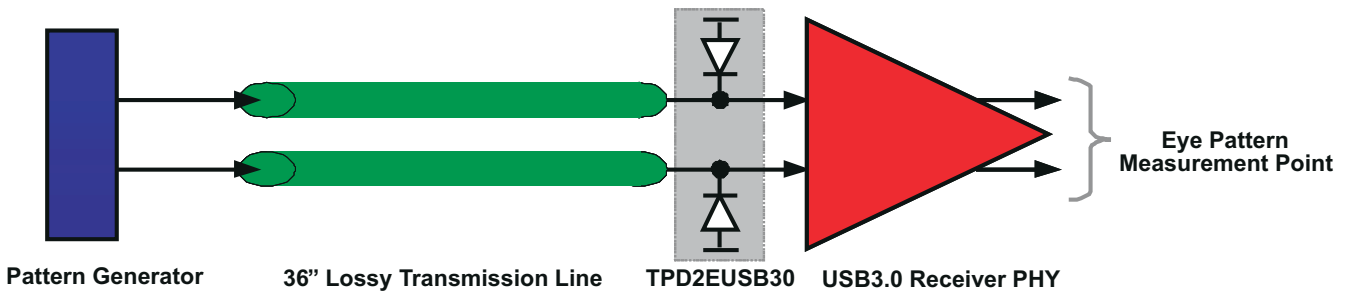 Eye Pattern
Measurement Point
Pattern Generator
36” Lossy Transmission Line
TPD2EUSB30
USB3.0 Receiver PHY